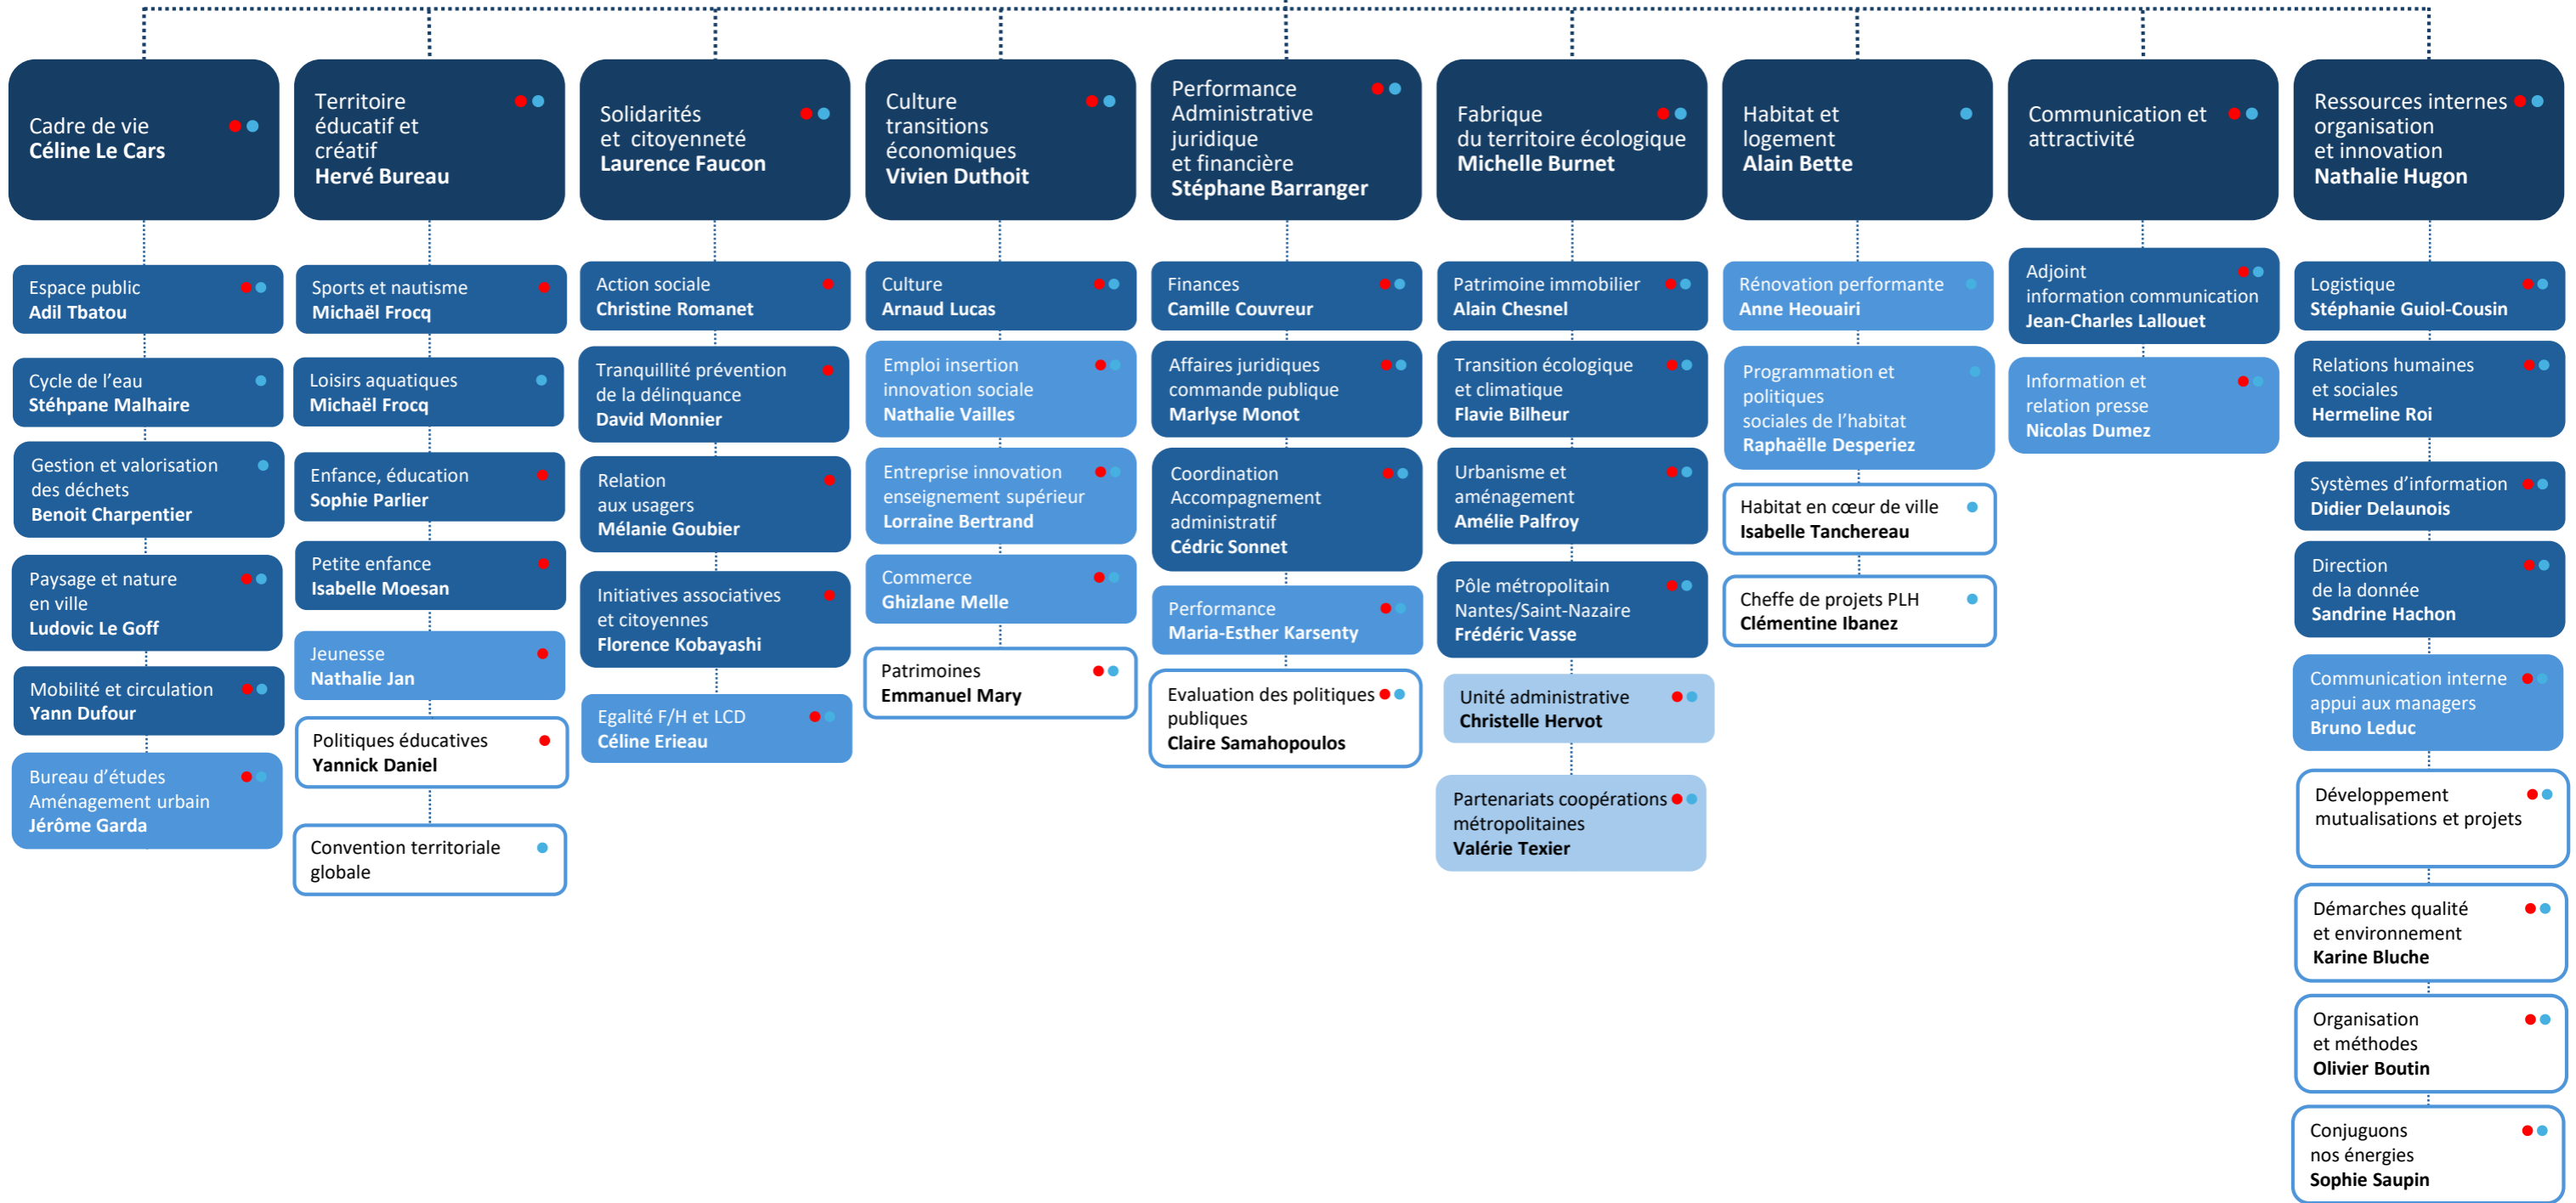 Cadre de vie
Céline Le Cars
Espace public
Adil Tbatou
Cycle de l'eau
Stéhpane Malhaire
Gestion et valorisation
des déchets
Benoit Charpentier
Paysage et nature
en ville
Ludovic Le Goff
Mobilité et circulation
Yann Dufour
Bureau d'études
Aménagement urbain
Jérôme Garda
Territoire
éducatif et
créatif
Hervé Bureau
Sports et nautisme
Michaël Frocq
Loisirs aquatiques
Michaël Frocq
Enfance, éducation
Sophie Parlier
Petite enfance
Isabelle Moesan
Jeunesse
Nathalie Jan
Politiques éducatives
Yannick Daniel
Convention territoriale
globale
Solidarités
et citoyenneté
Laurence Faucon
Action sociale
Christine Romanet
Tranquillité prévention
de la délinquance
David Monnier
Relation
aux usagers
Mélanie Goubier
Initiatives associatives
et citoyennes
Florence Kobayashi
Egalité F/H et LCD
Céline Erieau
Culture
transitions
économiques
Vivien Duthoit
Culture
Arnaud Lucas
Emploi insertion
innovation sociale
Nathalie Vailles
Entreprise innovation
enseignement supérieur
Lorraine Bertrand
Commerce
Ghizlane Melle
Patrimoines
Emmanuel Mary
Performance
Administrative
juridique
et financière
Stéphane Barranger
Finances
Camille Couvreur
Affaires juridiques
commande publique
Marlyse Monot
Coordination
Accompagnement
administratif
Cédric Sonnet
Performance
Maria-Esther Karsenty
Evaluation des politiques
publiques
Claire Samahopoulos
Fabrique
du territoire écologique
Michelle Burnet
Patrimoine immobilier
Alain Chesnel
Transition écologique
et climatique
Flavie Bilheur
Urbanisme et
aménagement
Amélie Palfroy
Pôle métropolitain
Nantes/Saint-Nazaire
Frédéric Vasse
Unité administrative
Christelle Hervot
Partenariats coopérations
métropolitaines
Valérie Texier
Habitat et
logement
Alain Bette
Rénovation performante
Anne Heouairi
Programmation et
politiques
sociales de l'habitat
Raphaëlle Desperiez
Habitat en cœur de ville
Isabelle Tanchereau
Cheffe de projets PLH
Clémentine Ibanez
Communication et
attractivité
Adjoint
information communication
Jean-Charles Lallouet
Information et
relation presse
Nicolas Dumez
Ressources internes
organisation
et innovation
Nathalie Hugon
Logistique
Stéphanie Guiol-Cousin
Relations humaines
et sociales
Hermeline Roi
Systèmes d'information
Didier Delaunois
Direction
de la donnée
Sandrine Hachon
Communication interne
appui aux managers
Bruno Leduc
Développement
mutualisations et projets
Démarches qualité
et environnement
Karine Bluche
Organisation
et méthodes
Olivier Boutin
Conjuguons
nos énergies
Sophie Saupin